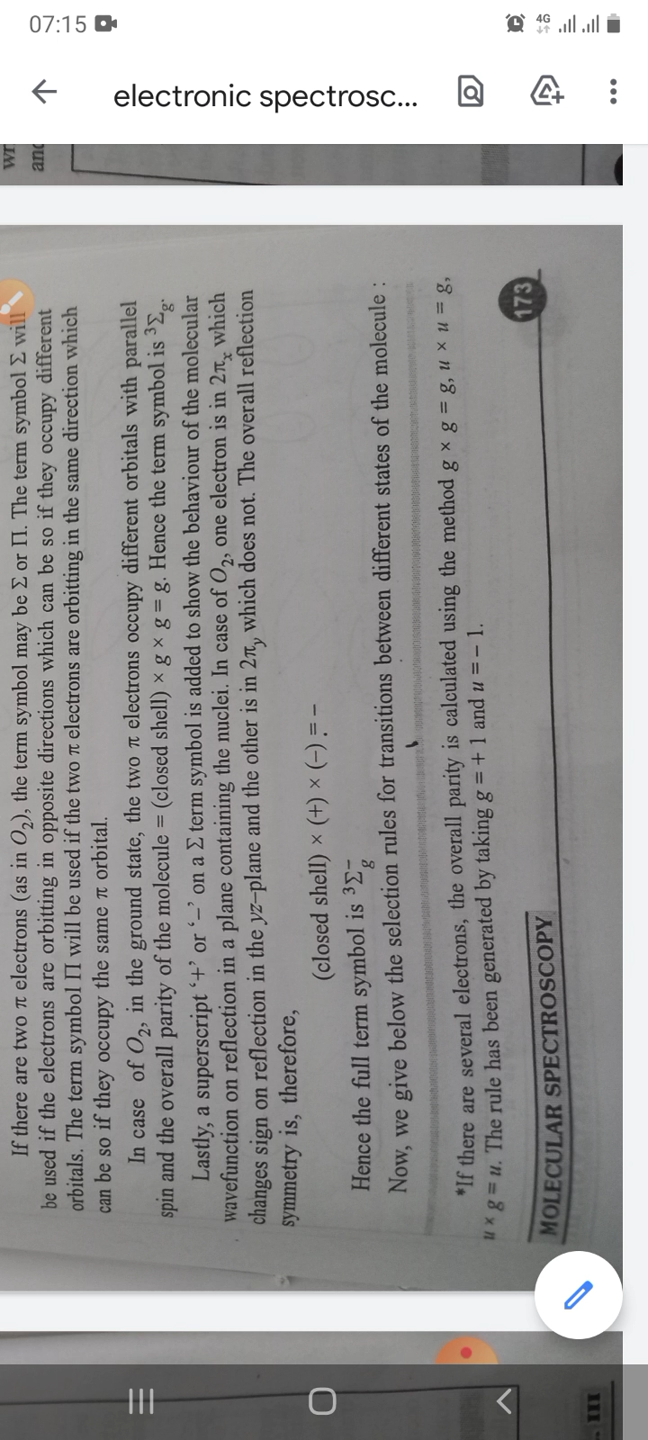 07:15
4G
electronic spectrosc...
wr
and
If there are two π electrons (as in O₂), the term symbol may be Σ or Π. The term symbol Σ will
be used if the electrons are orbiting in opposite directions which can be so if they occupy different
orbitals. The term symbol Π will be used if the two π electrons are orbiting in the same direction which
can be so if they occupy the same π orbital.
In case of O₂, in the ground state, the two π electrons occupy different orbitals with parallel
spin and the overall parity of the molecule = (closed shell) × g × g = g. Hence the term symbol is ³Σg.
Lastly, a superscript ‘+’ or ‘–’ on a Σ term symbol is added to show the behaviour of the molecular
wavefunction on reflection in a plane containing the nuclei. In case of O₂, one electron is in 2πₓ which
changes sign on reflection in the yz–plane and the other is in 2πy which does not. The overall reflection
symmetry is, therefore,
(closed shell) × (+) × (–) = –
Hence the full term symbol is ³Σg⁻
Now, we give below the selection rules for transitions between different states of the molecule :
*If there are several electrons, the overall parity is calculated using the method g × g = g, u × u = g,
u × g = u. The rule has been generated by taking g = + 1 and u = – 1.
MOLECULAR SPECTROSCOPY
173
III